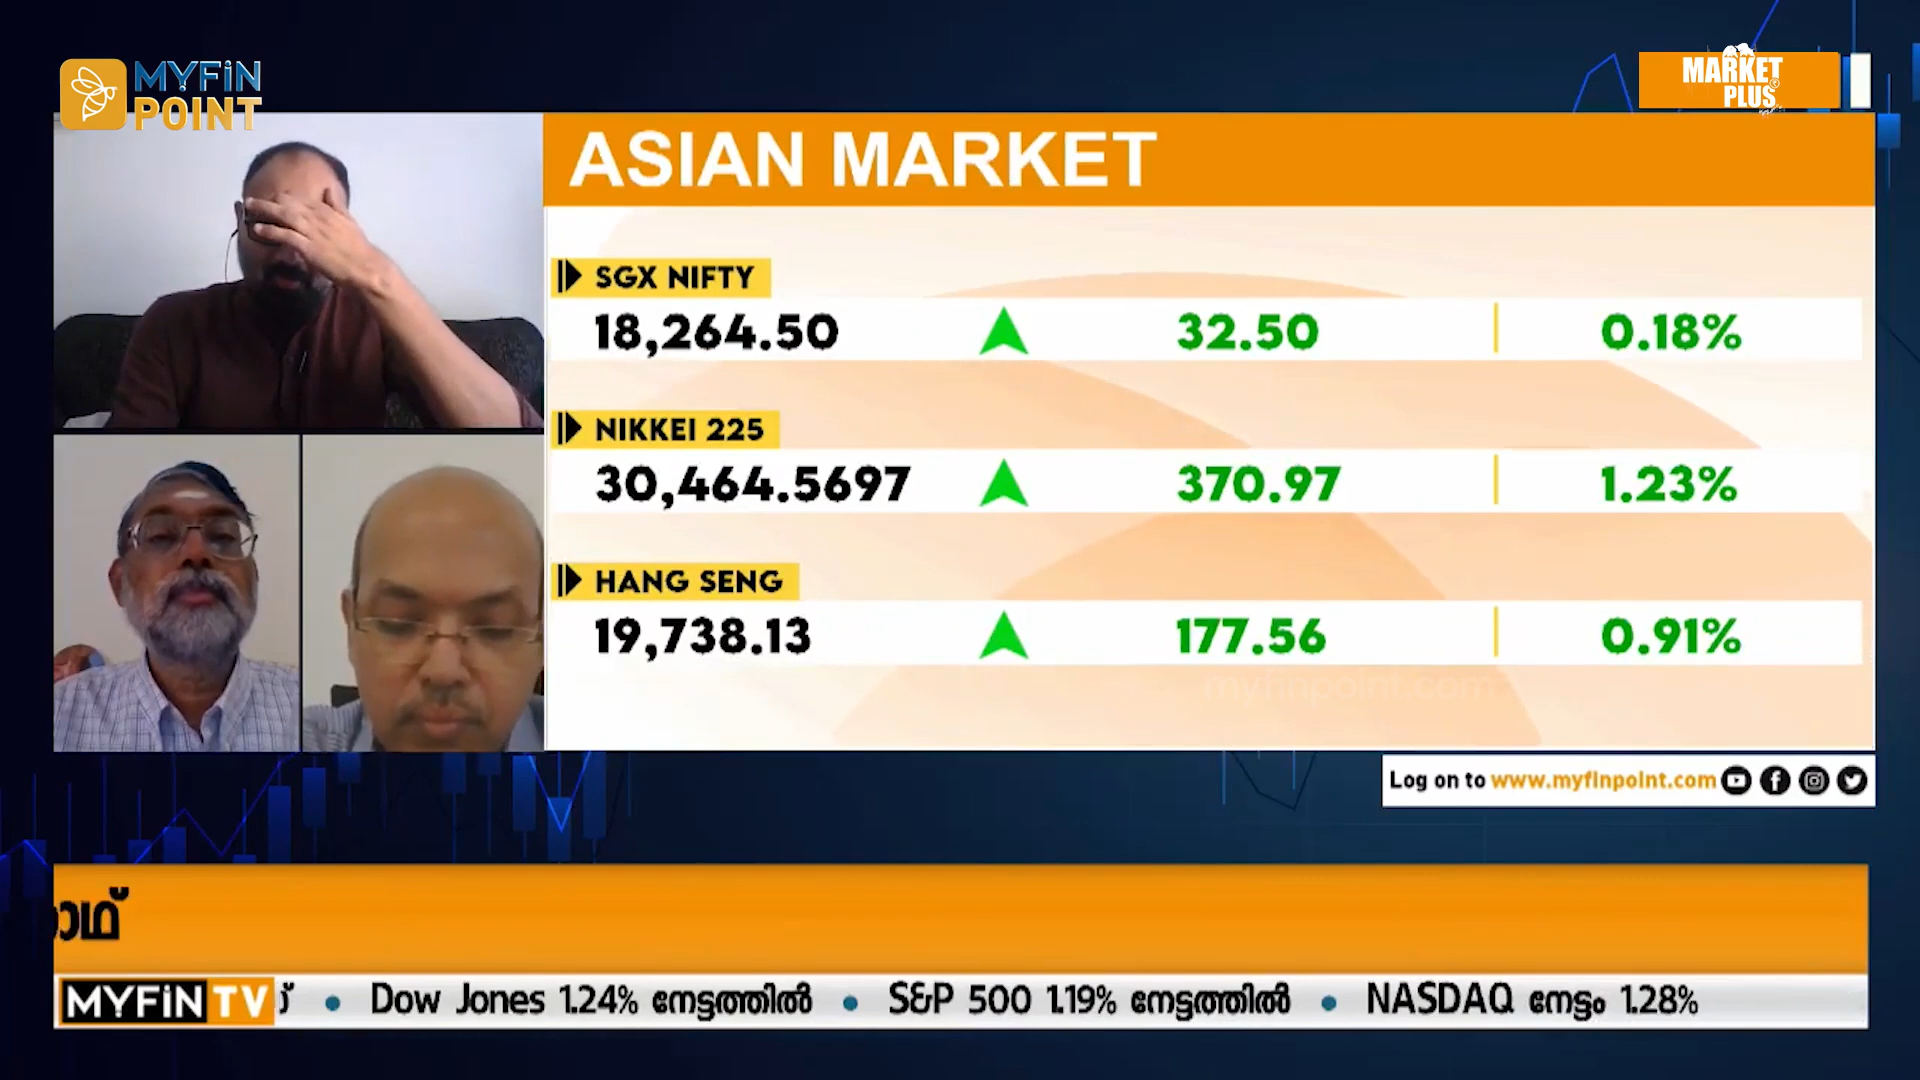 MYFiN
POINT
MARKET
PLUS
ASIAN MARKET
SGX NIFTY
18,264.50 32.50 0.18%
NIKKEI 225
30,464.5697 370.97 1.23%
HANG SENG
19,738.13 177.56 0.91%
myfinpoint.com
Log on to www.myfinpoint.com
MYFiN TV
Dow Jones 1.24% നേട്ടത്തിൽ • S&P 500 1.19% നേട്ടത്തിൽ • NASDAQ നേട്ടം 1.28%